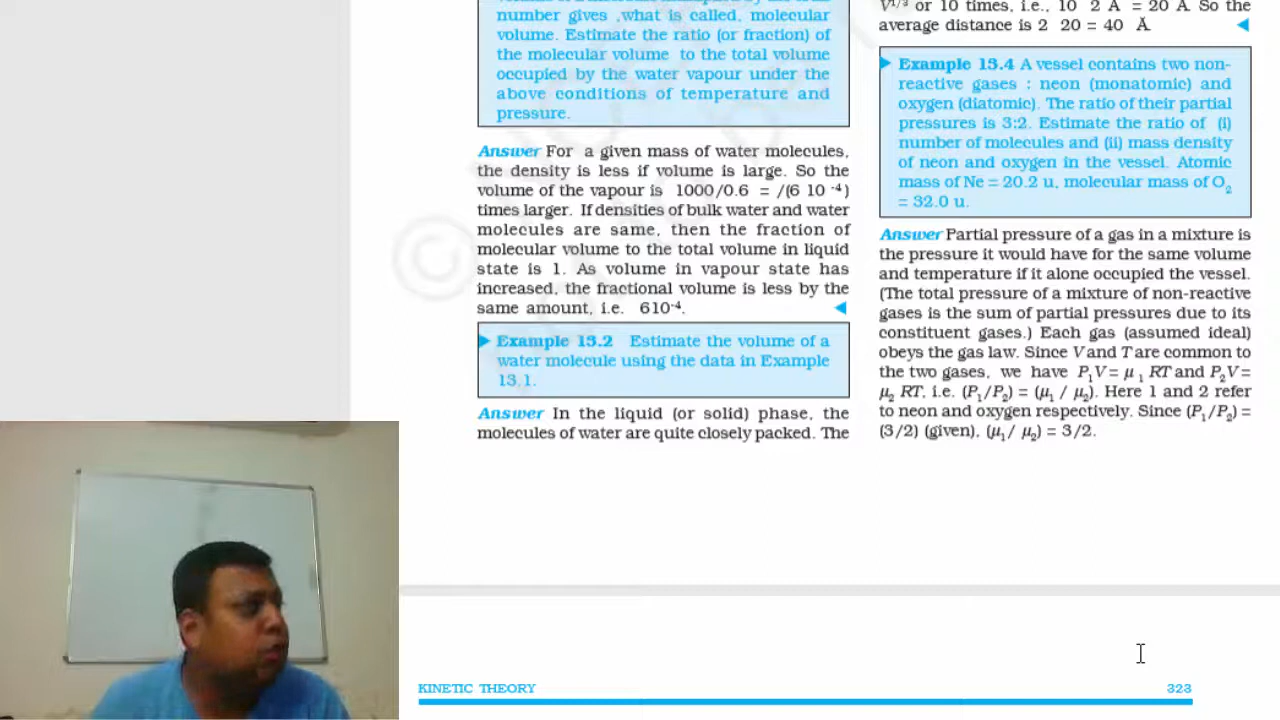 number gives ,what is called, molecular
volume. Estimate the ratio (or fraction) of
the molecular volume to the total volume
occupied by the water vapour under the
above conditions of temperature and
pressure.
Answer For a given mass of water molecules,
the density is less if volume is large. So the
volume of the vapour is 1000/0.6 = /(6 10 -4)
times larger. If densities of bulk water and water
molecules are same, then the fraction of
molecular volume to the total volume in liquid
state is 1. As volume in vapour state has
increased, the fractional volume is less by the
same amount, i.e. 610-4.
Example 13.2 Estimate the volume of a
water molecule using the data in Example
13.1.
Answer In the liquid (or solid) phase, the
molecules of water are quite closely packed. The
V1/3 or 10 times, i.e., 10 2 Å = 20 Å. So the
average distance is 2 20 = 40 Å.
Example 13.4 A vessel contains two non-
reactive gases : neon (monatomic) and
oxygen (diatomic). The ratio of their partial
pressures is 3:2. Estimate the ratio of (i)
number of molecules and (ii) mass density
of neon and oxygen in the vessel. Atomic
mass of Ne = 20.2 u, molecular mass of O2
= 32.0 u.
Answer Partial pressure of a gas in a mixture is
the pressure it would have for the same volume
and temperature if it alone occupied the vessel.
(The total pressure of a mixture of non-reactive
gases is the sum of partial pressures due to its
constituent gases.) Each gas (assumed ideal)
obeys the gas law. Since V and T are common to
the two gases, we have P1V = µ 1 RT and P2V =
µ2 RT, i.e. (P1/P2) = (µ1 / µ2). Here 1 and 2 refer
to neon and oxygen respectively. Since (P1/P2) =
(3/2) (given), (µ1/ µ2) = 3/2.
KINETIC THEORY
323